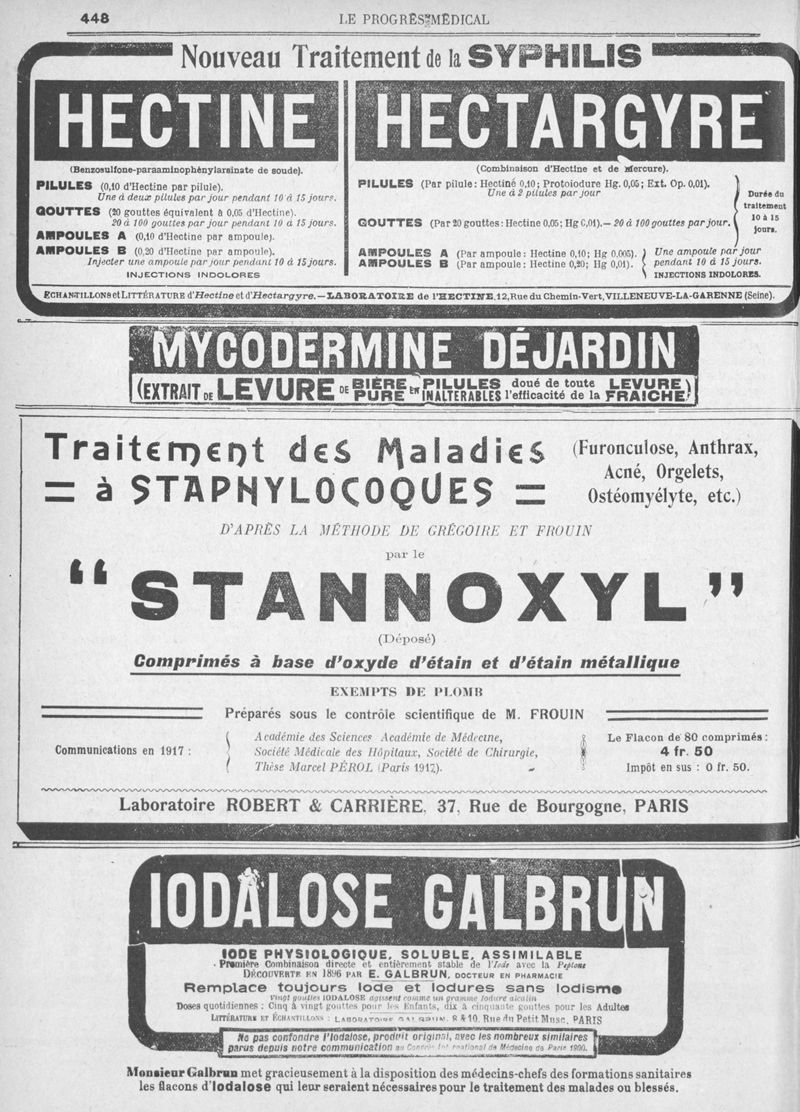 448
LE PROGRÈS MÉDICAL
Nouveau Traitement de la SYPHILIS
HECTINE
(Benzosulfone-paraaminophénylarsinate de soude).
PILULES (0,10 d'Hectine par pilule).
Une à deux pilules par jour pendant 10 à 15 jours.
GOUTTES (20 gouttes équivalent à 0,05 d'Hectine).
20 à 100 gouttes par jour pendant 10 à 15 jours.
AMPOULES A (0,10 d'Hectine par ampoule).
AMPOULES B (0,20 d'Hectine par ampoule).
Injecter une ampoule par jour pendant 10 à 15 jours.
INJECTIONS INDOLORES
HECTARGYRE
(Combinaison d'Hectine et de Mercure).
PILULES (Par pilule: Hectine 0,10; Protoiodure Hg. 0,05; Ext. Op. 0,01).
Une à 2 pilules par jour
GOUTTES (Par 20 gouttes: Hectine 0,05; Hg 0,01).— 20 à 100 gouttes par jour.
Durée du
traitement
10 à 15
jours.
AMPOULES A (Par ampoule: Hectine 0,10; Hg 0,005).
AMPOULES B (Par ampoule: Hectine 0,20; Hg 0,01).
Une ampoule par jour
pendant 10 à 15 jours.
INJECTIONS INDOLORES.
ECHANTILLONS et LITTÉRATURE d'Hectine et d'Hectargyre.—LABORATOIRE de l'HECTINE, 12, Rue du Chemin-Vert, VILLENEUVE-LA-GARENNE (Seine).
MYCODERMINE DÉJARDIN
(EXTRAIT DE LEVURE DE BIÈRE PURE EN PILULES INALTERABLES doué de toute l'efficacité de la LEVURE FRAICHE)
Traitement des Maladies
= à STAPHYLOCOQUES =
(Furonculose, Anthrax,
Acné, Orgelets,
Ostéomyélyte, etc.)
D'APRÈS LA MÉTHODE DE GRÉGOIRE ET FROUIN
par le
"STANNOXYL"
(Déposé)
Comprimés à base d'oxyde d'étain et d'étain métallique
EXEMPTS DE PLOMB
Préparés sous le contrôle scientifique de M. FROUIN
Communications en 1917 :
Académie des Sciences Académie de Médecine,
Société Médicale des Hôpitaux, Société de Chirurgie,
Thèse Marcel PÉROL (Paris 1917).
Le Flacon de 80 comprimés :
4 fr. 50
Impôt en sus : 0 fr. 50.
Laboratoire ROBERT & CARRIÈRE, 37, Rue de Bourgogne, PARIS
IODALOSE GALBRUN
IODE PHYSIOLOGIQUE, SOLUBLE, ASSIMILABLE
Première Combinaison directe et entièrement stable de l'Iode avec la Peptone
DÉCOUVERTE EN 1896 PAR E. GALBRUN, DOCTEUR EN PHARMACIE
Remplace toujours Iode et Iodures sans Iodisme
Vingt gouttes IODALOSE agissent comme un gramme Iodure alcalin
Doses quotidiennes : Cinq à vingt gouttes pour les Enfants, dix à cinquante gouttes pour les Adultes
LITTÉRATURE ET ÉCHANTILLONS : LABORATOIRE GALBRUN, 8 & 10, Rue du Petit Musc, PARIS
Ne pas confondre l'Iodalose, produit original, avec les nombreux similaires
parus depuis notre communication au Congrès International de Médecine de Paris 1900.
Monsieur Galbrun met gracieusement à la disposition des médecins-chefs des formations sanitaires
les flacons d'Iodalose qui leur seraient nécessaires pour le traitement des malades ou blessés.